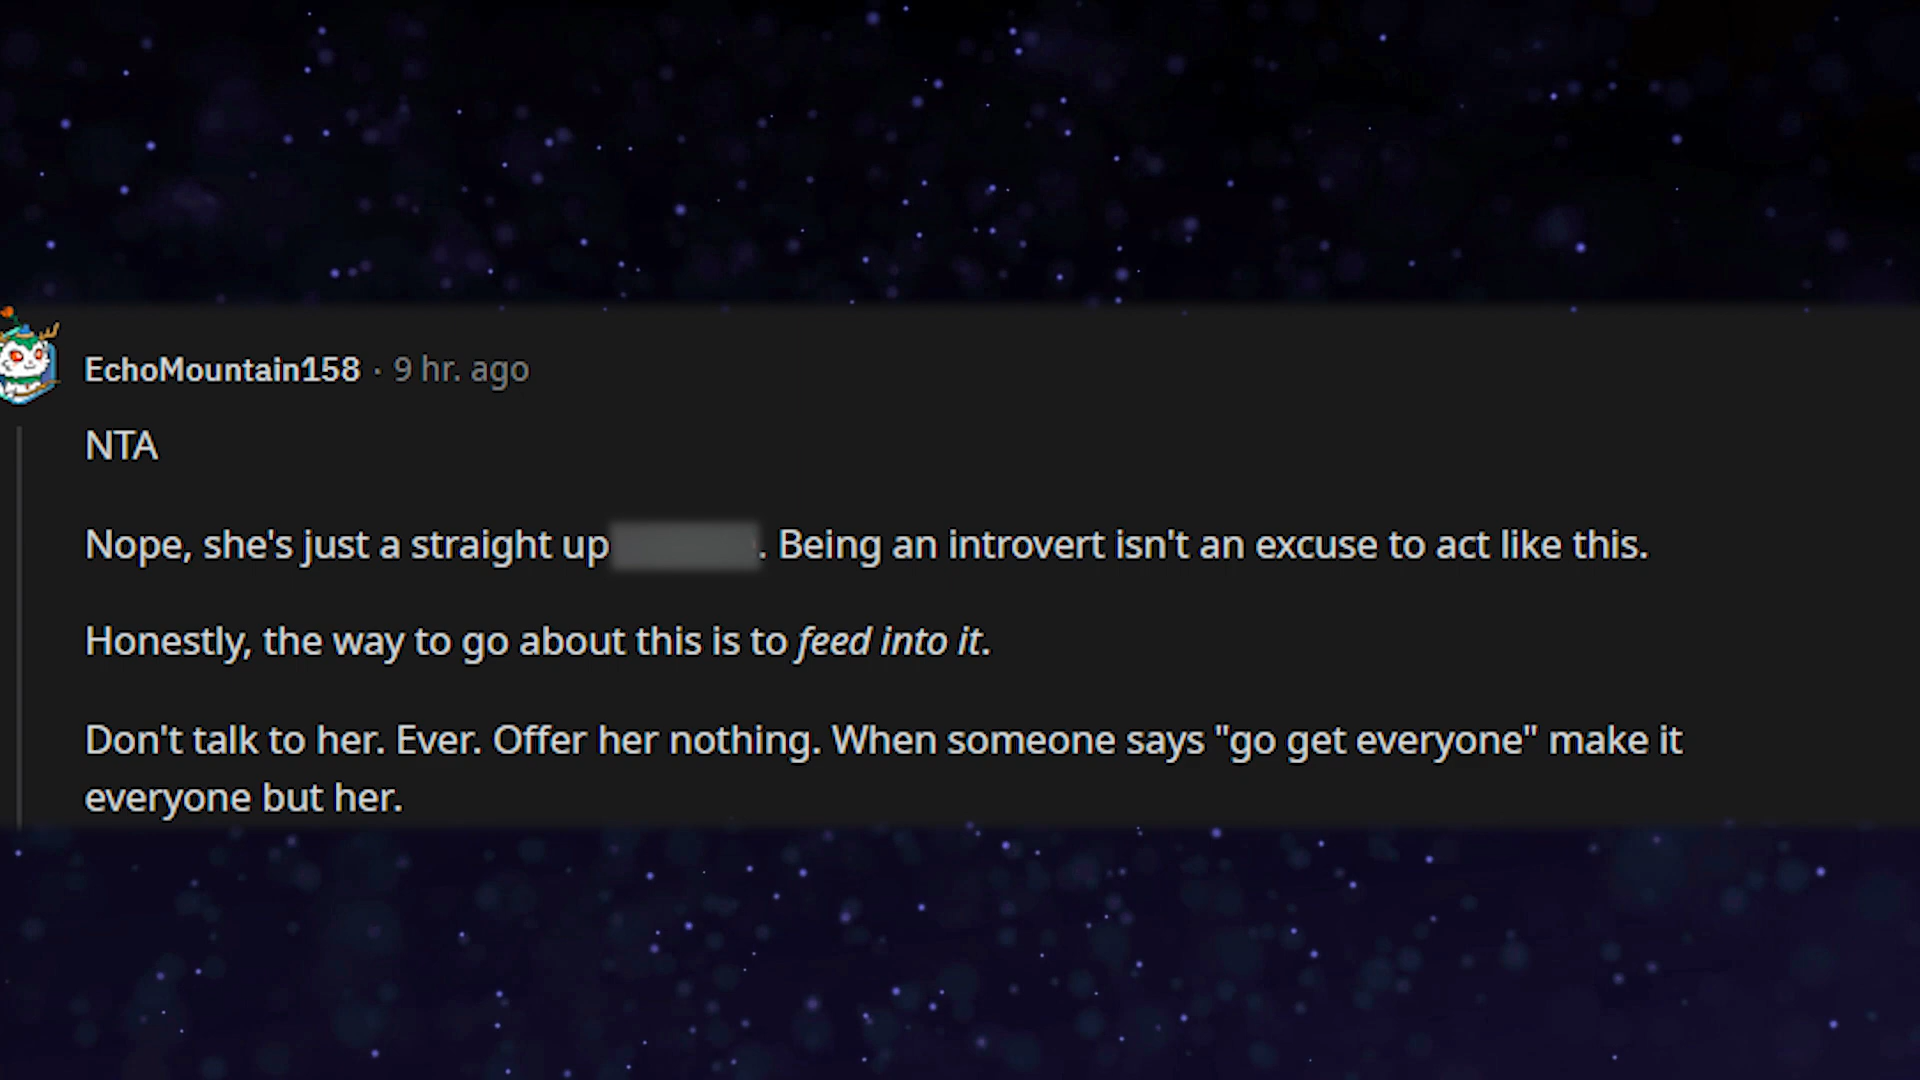 EchoMountain158 · 9 hr. ago
NTA
Nope, she's just a straight up . Being an introvert isn't an excuse to act like this.
Honestly, the way to go about this is to feed into it.
Don't talk to her. Ever. Offer her nothing. When someone says "go get everyone" make it
everyone but her.